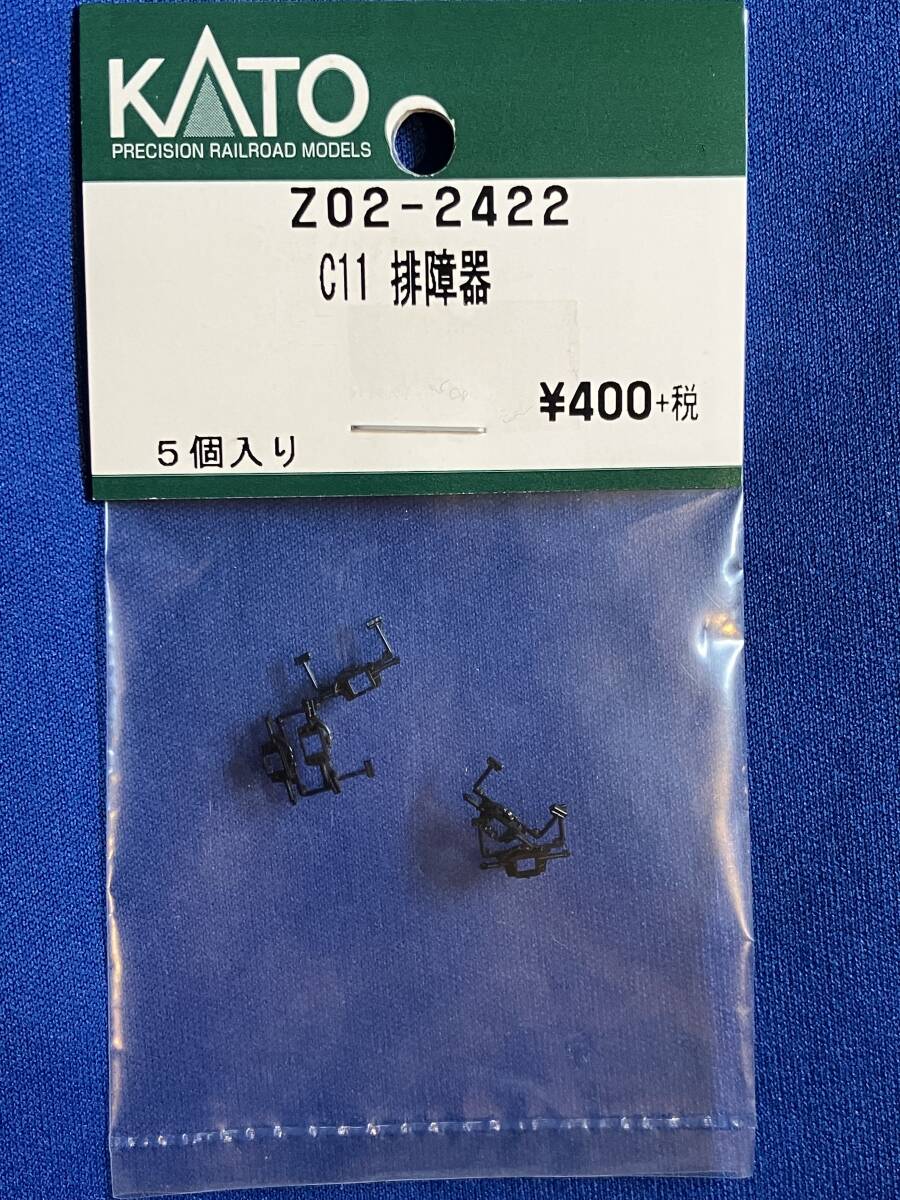 KATO
PRECISION RAILROAD MODELS
Z02-2422
C11 排障器
¥400+税
5個入り